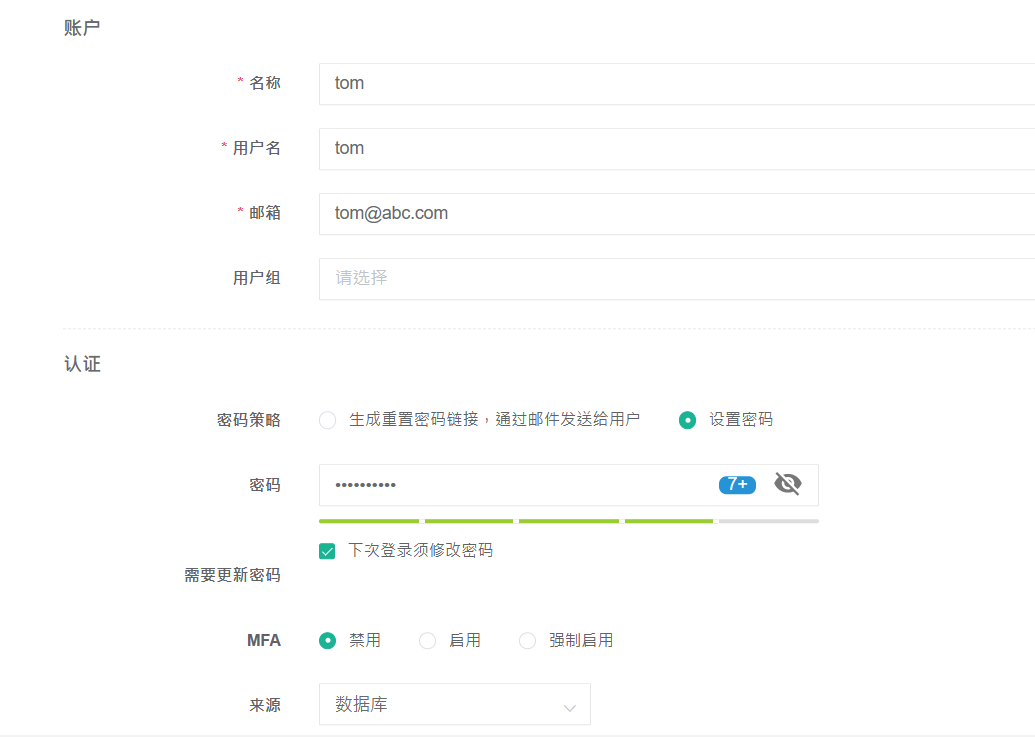 账户
* 名称 tom
* 用户名 tom
* 邮箱 tom@abc.com
用户组 请选择
认证
密码策略 生成重置密码链接，通过邮件发送给用户 设置密码
密码 •••••••••• 7+
下次登录须修改密码
需要更新密码
MFA 禁用 启用 强制启用
来源 数据库